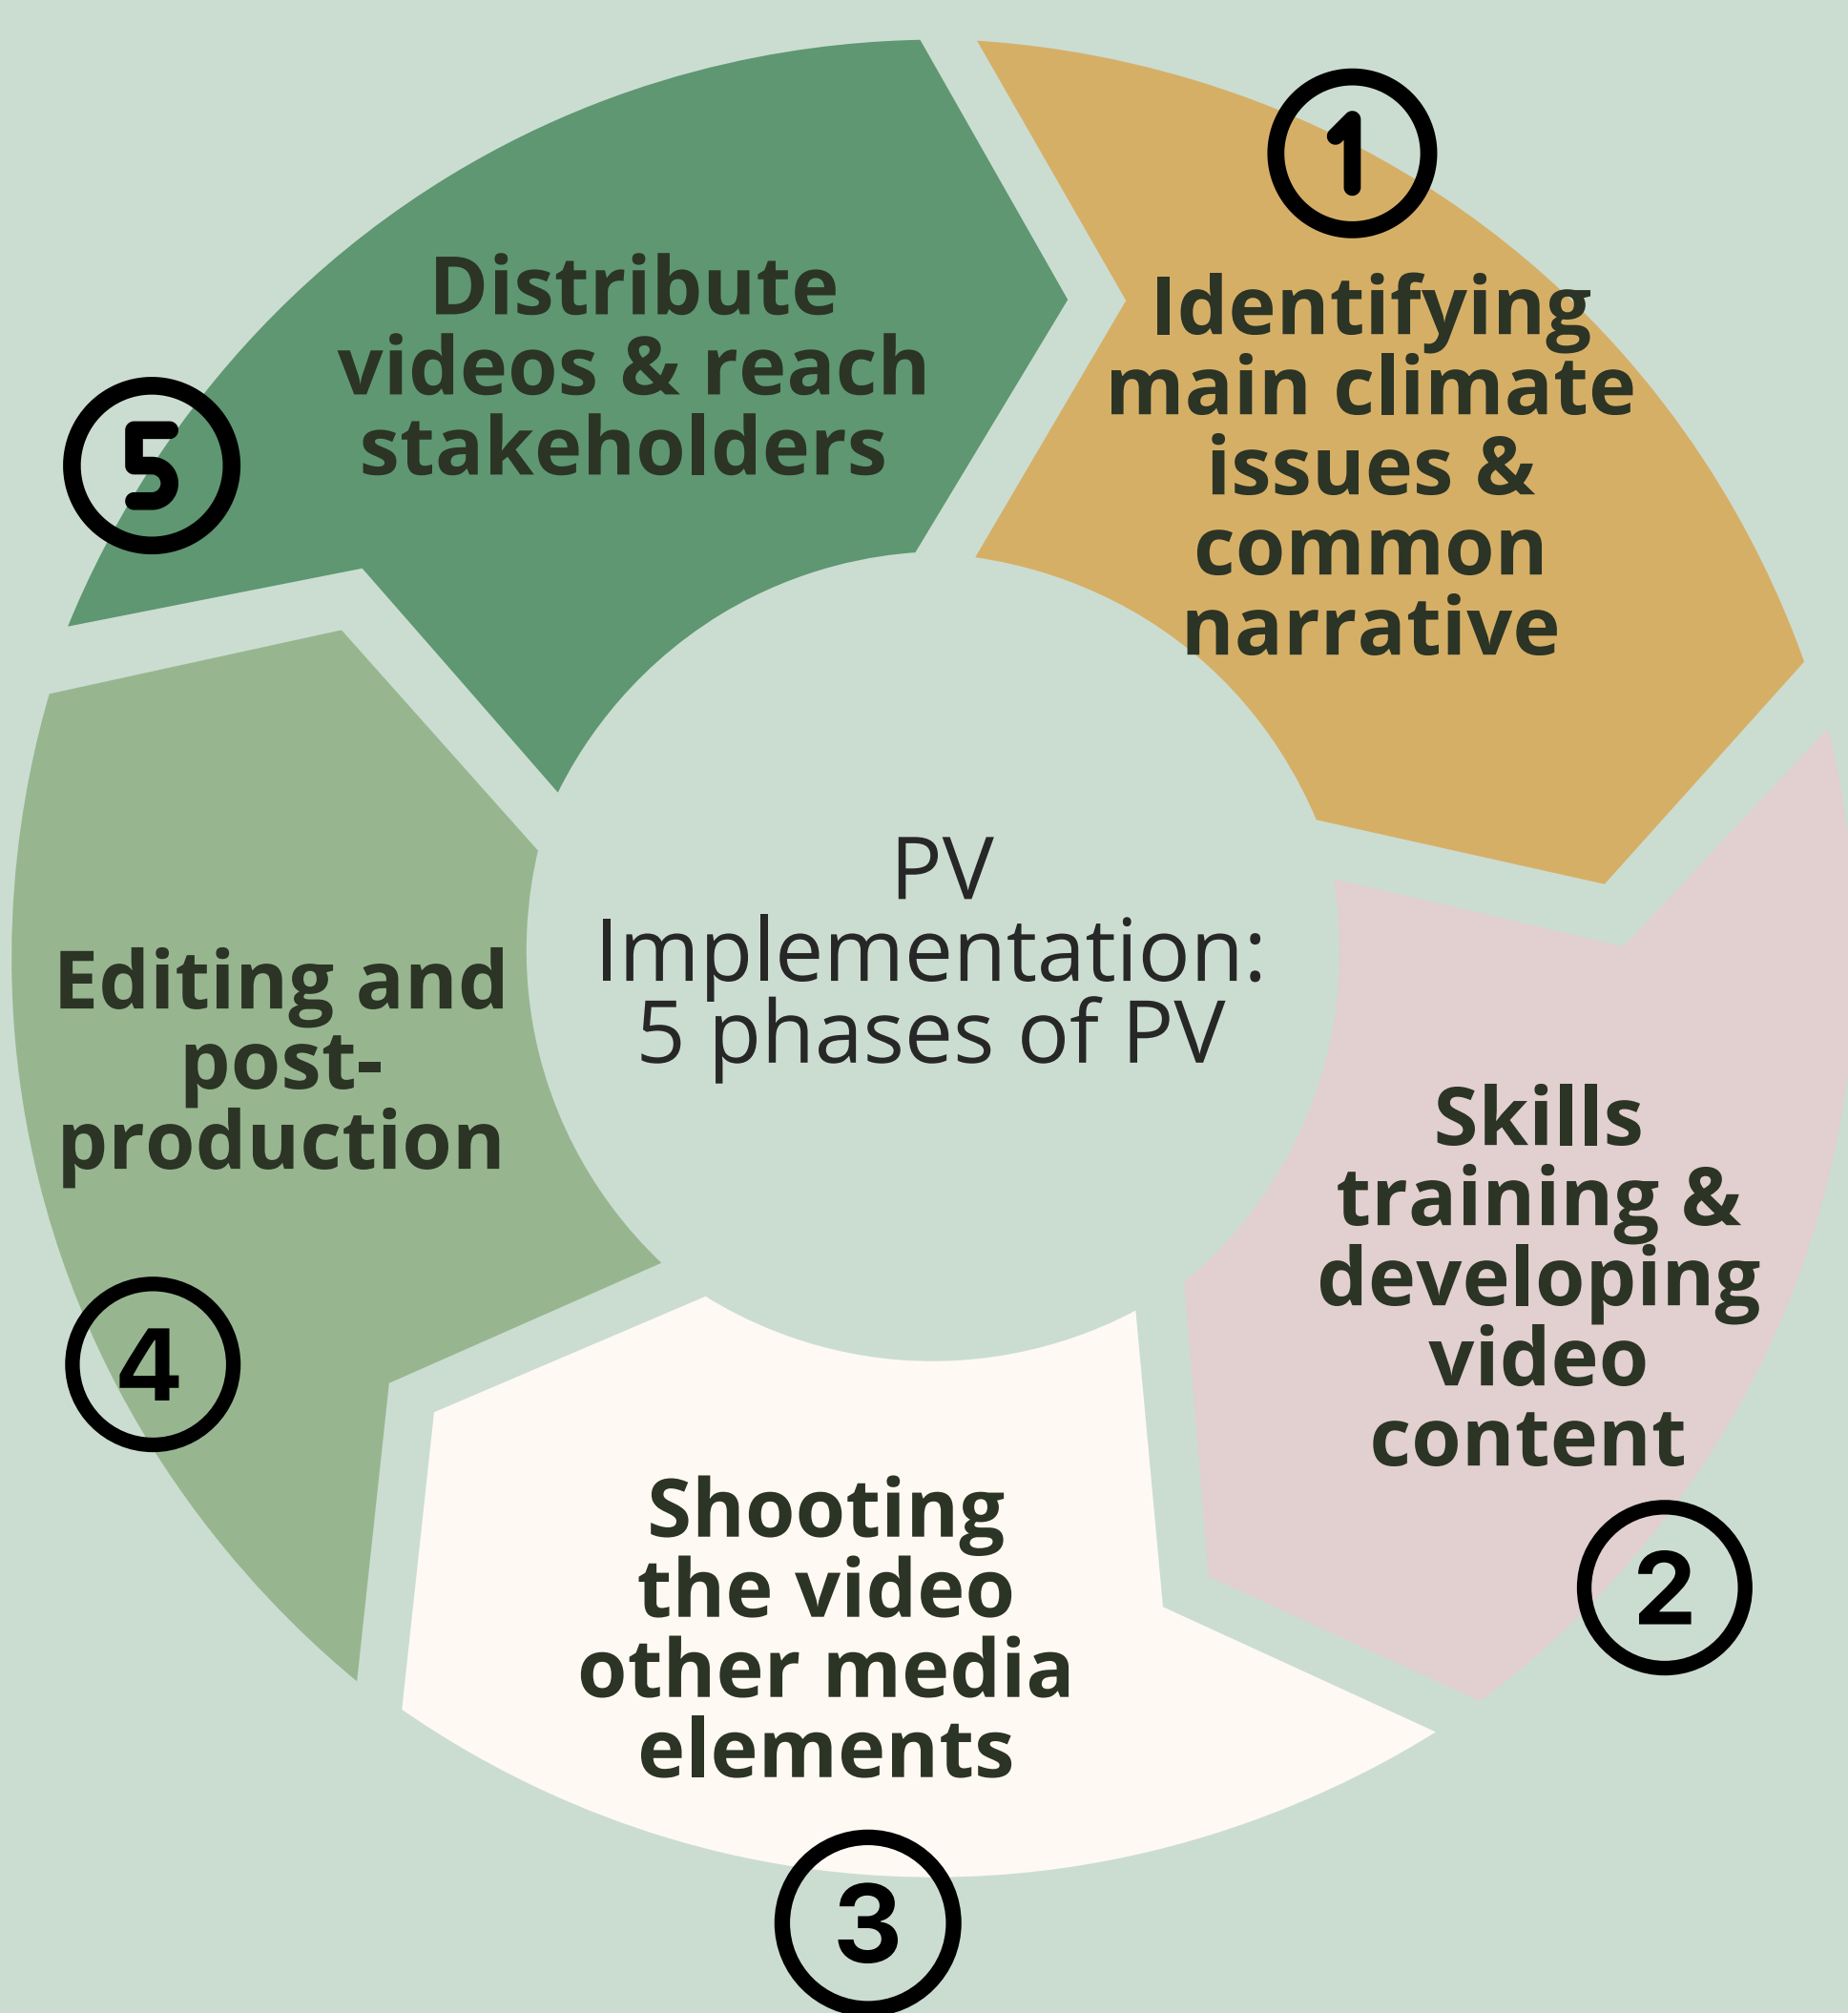 PV
Implementation:
5 phases of PV
1
Identifying
main climate
issues &
common
narrative
2
Skills
training &
developing
video
content
3
Shooting
the video
other media
elements
4
Editing and
post-
production
5
Distribute
videos & reach
stakeholders